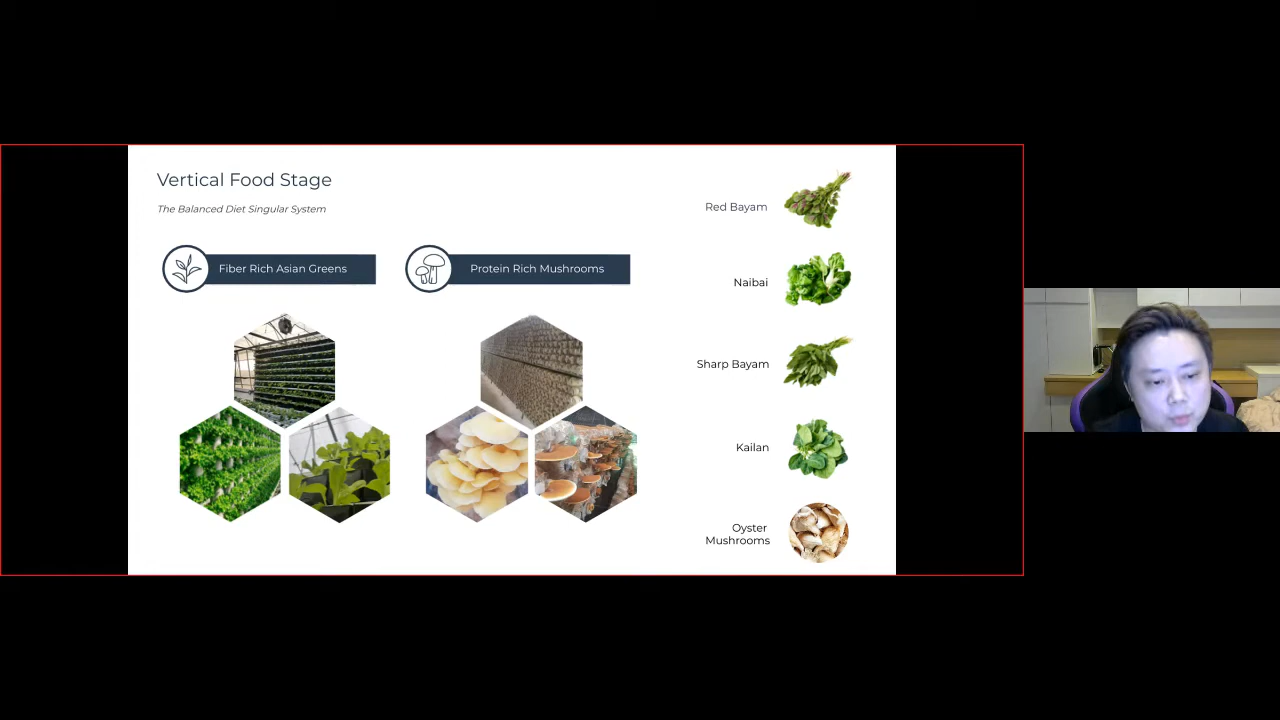 Vertical Food Stage
The Balanced Diet Singular System
Fiber Rich Asian Greens
Protein Rich Mushrooms
Red Bayam
Naibai
Sharp Bayam
Kailan
Oyster
Mushrooms